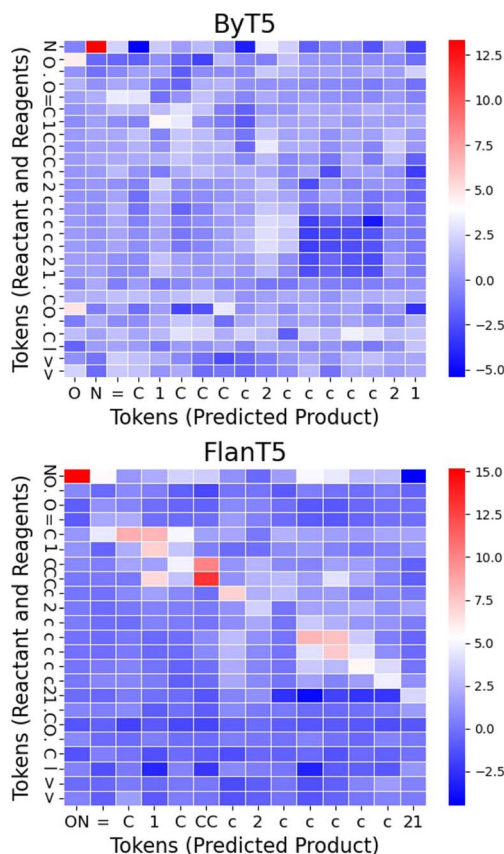 ByT5
N O . O = C 1 C C C c 2 c c c c c 2 1 . C O . C l > >
Tokens (Reactant and Reagents)
12.5
10.0
7.5
5.0
2.5
0.0
−2.5
−5.0
O N = C 1 C C C c 2 c c c c c 2 1
Tokens (Predicted Product)
FlanT5
NO . O = C 1 C CC c 2 c c c c c 21 . CO . C l > >
Tokens (Reactant and Reagents)
15.0
12.5
10.0
7.5
5.0
2.5
0.0
−2.5
ON = C 1 C CC c 2 c c c c c 21
Tokens (Predicted Product)